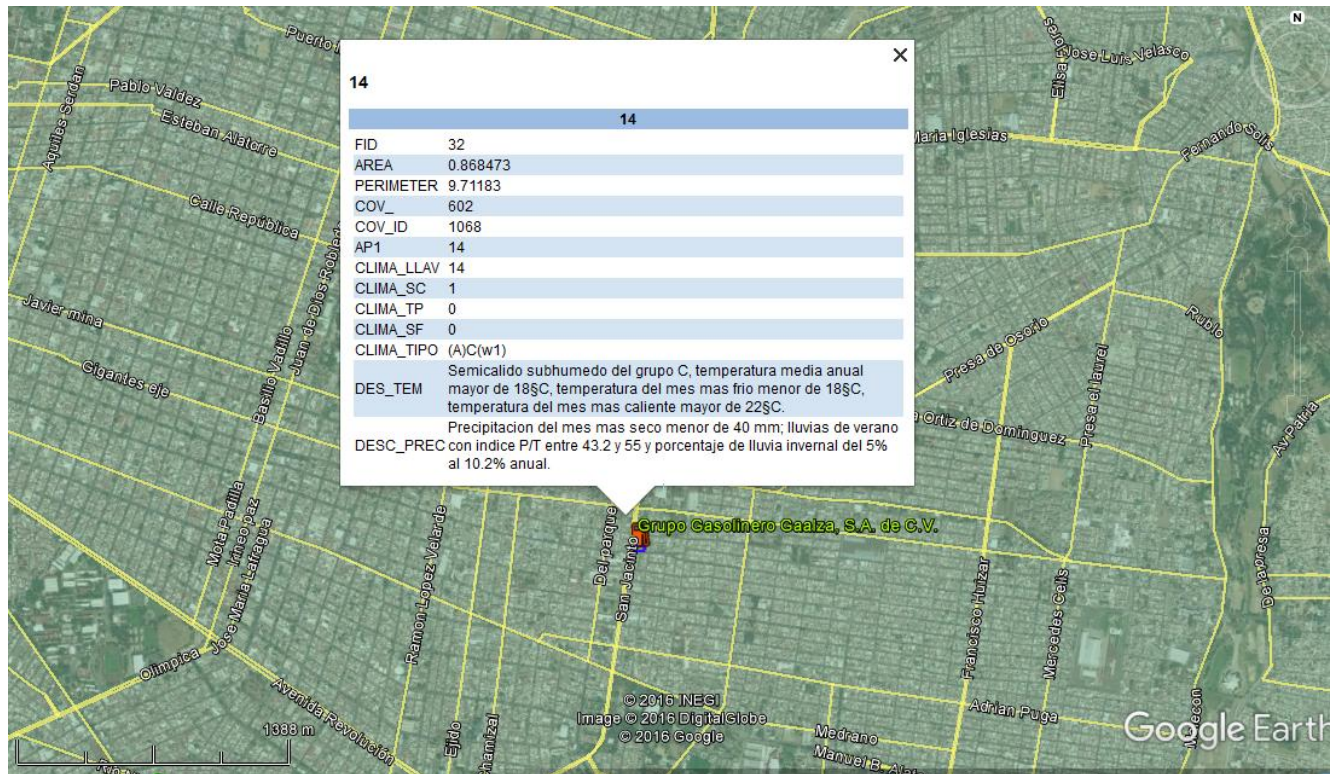 N
Puerto
Jose Luis Velasco
Elisa Flores
Pablo Valdez
Esteban Alatorre
Aquiles Serdan
Maria Iglesias
Fernando Solis
Calle República
Juan de Dios Robledo
Javier mina
Gigantes eje
Basilio Vadillo
Rublo
Presa de Osorio
Presa el laurel
Ortiz de Dominguez
Av Patria
14
14
FID 32
AREA 0.868473
PERIMETER 9.71183
COV_ 602
COV_ID 1068
AP1 14
CLIMA_LLAV 14
CLIMA_SC 1
CLIMA_TP 0
CLIMA_SF 0
CLIMA_TIPO (A)C(w1)
DES_TEM Semicalido subhumedo del grupo C, temperatura media anual
mayor de 18§C, temperatura del mes mas frio menor de 18§C,
temperatura del mes mas caliente mayor de 22§C.
Precipitacion del mes mas seco menor de 40 mm; lluvias de verano
DESC_PREC con indice P/T entre 43.2 y 55 y porcentaje de lluvia invernal del 5%
al 10.2% anual.
Mota Padilla
Irineo paz
Jose Maria Lafragua
Ramon Lopez Velarde
Del parque
San Jacinto
Grupo Gasolinero Gaalza, S.A. de C.V.
Francisco Huizar
Mercedes Celis
De la presa
Olimpica
Avenida Revolución
Ejido
1388 m
© 2016 INEGI
Image © 2016 DigitalGlobe
© 2016 Google
Adrian Puga
Medrano
Manuel B.
Google Earth